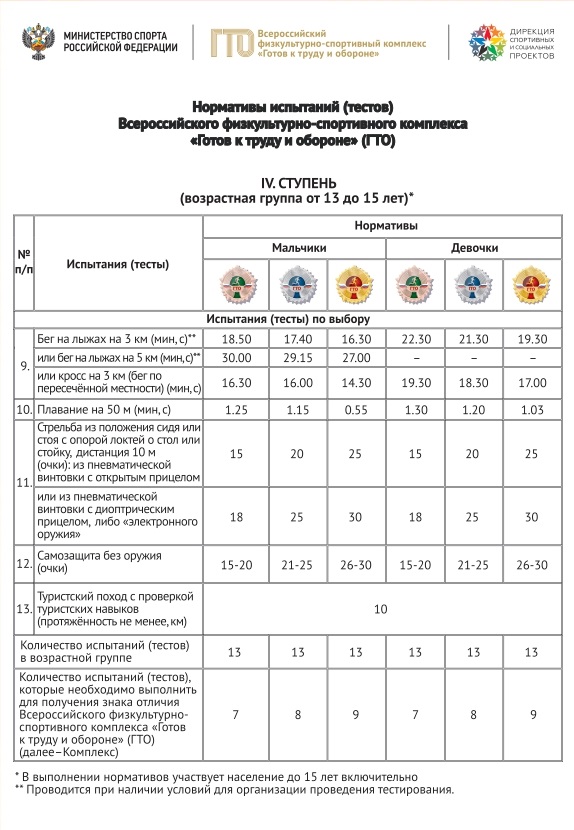 МИНИСТЕРСТВО СПОРТА
РОССИЙСКОЙ ФЕДЕРАЦИИ
ГТО
Всероссийский
физкультурно-спортивный комплекс
«Готов к труду и обороне»
ДИРЕКЦИЯ
СПОРТИВНЫХ
И СОЦИАЛЬНЫХ
ПРОЕКТОВ
Нормативы испытаний (тестов)
Всероссийского физкультурно-спортивного комплекса
«Готов к труду и обороне» (ГТО)
IV. СТУПЕНЬ
(возрастная группа от 13 до 15 лет)*
№
п/п
Испытания (тесты)
Нормативы
Мальчики
Девочки
ГТО ГТО ГТО ГТО ГТО ГТО
Испытания (тесты) по выбору
9.
Бег на лыжах на 3 км (мин, с)** 18.50 17.40 16.30 22.30 21.30 19.30
или бег на лыжах на 5 км (мин,с)** 30.00 29.15 27.00 – – –
или кросс на 3 км (бег по
пересечённой местности) (мин,с) 16.30 16.00 14.30 19.30 18.30 17.00
10. Плавание на 50 м (мин, с) 1.25 1.15 0.55 1.30 1.20 1.03
11.
Стрельба из положения сидя или
стоя с опорой локтей о стол или
стойку, дистанция 10 м
(очки): из пневматической
винтовки с открытым прицелом
15 20 25 15 20 25
или из пневматической
винтовки с диоптрическим
прицелом, либо «электронного
оружия»
18 25 30 18 25 30
12. Самозащита без оружия
(очки)
15-20 21-25 26-30 15-20 21-25 26-30
13. Туристский поход с проверкой
туристских навыков
(протяжённость не менее, км)
10
Количество испытаний (тестов)
в возрастной группе
13 13 13 13 13 13
Количество испытаний (тестов),
которые необходимо выполнить
для получения знака отличия
Всероссийского физкультурно-
спортивного комплекса «Готов
к труду и обороне» (ГТО)
(далее–Комплекс)
7 8 9 7 8 9
* В выполнении нормативов участвует население до 15 лет включительно
** Проводится при наличии условий для организации проведения тестирования.